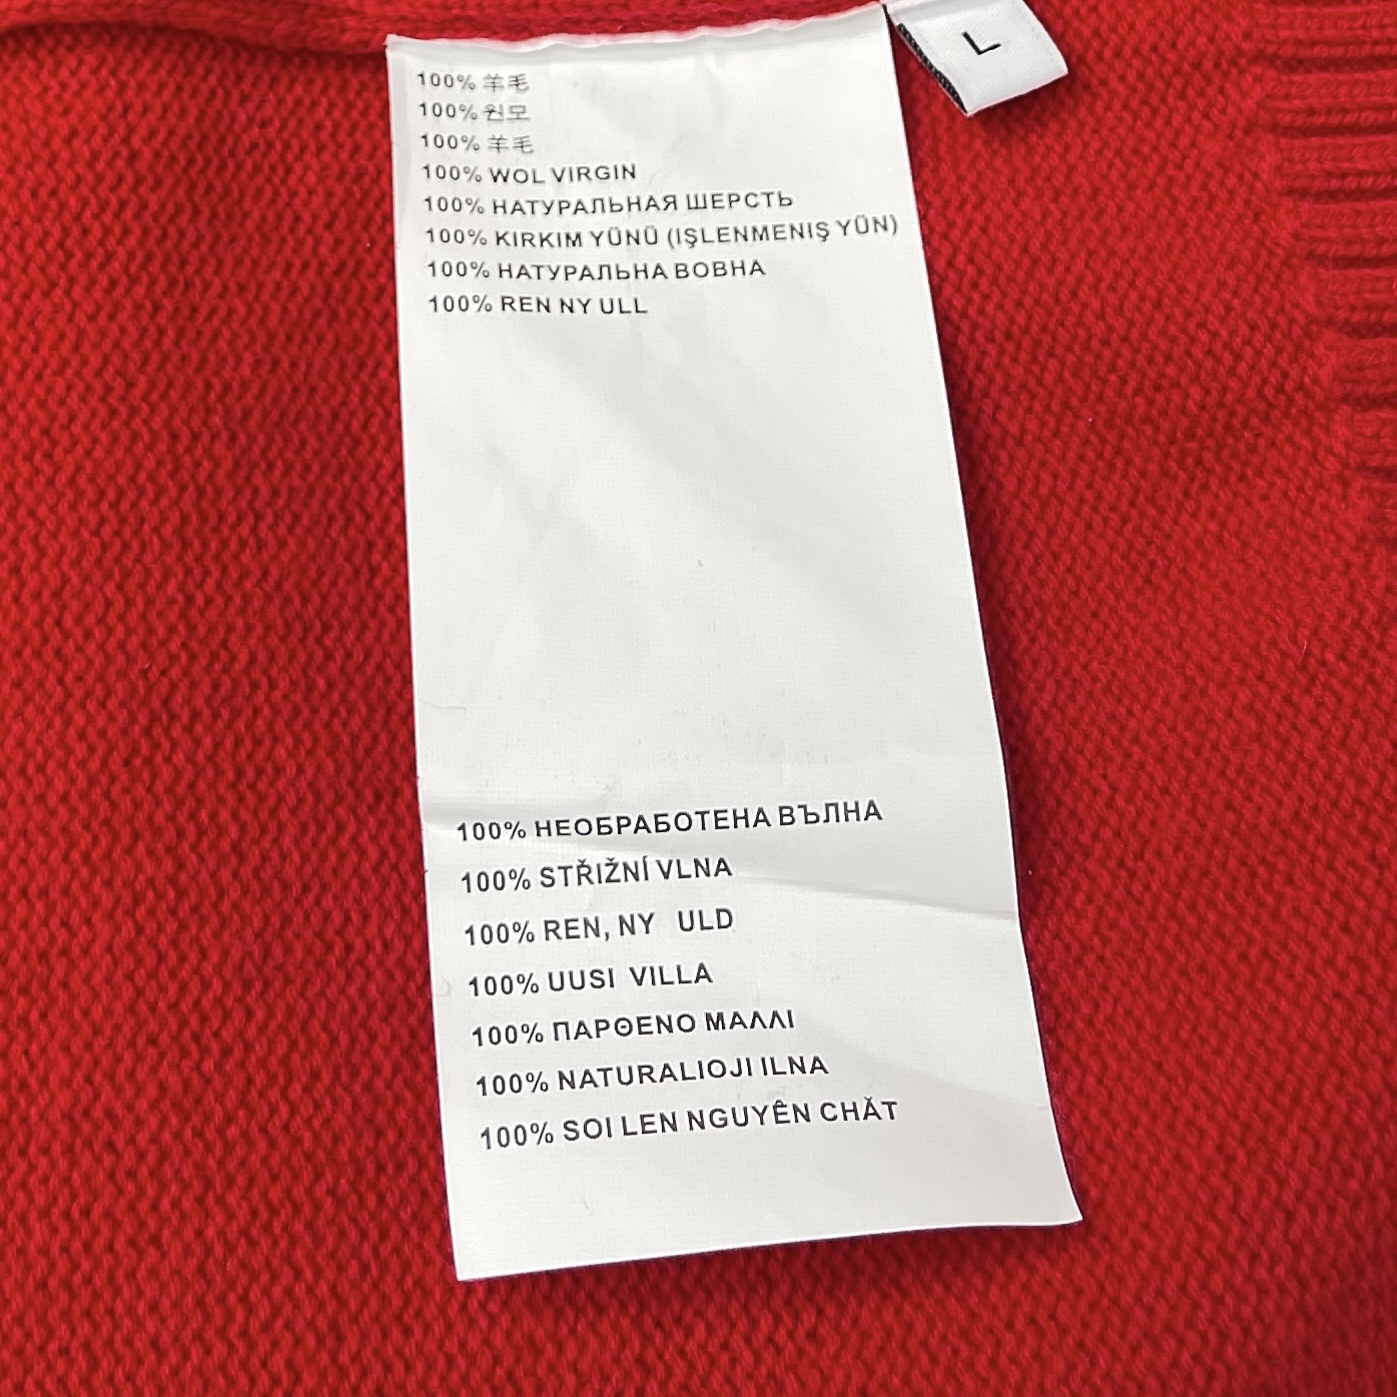 100% 羊毛
100% 원모
100% 羊毛
100% WOL VIRGIN
100% НАТУРАЛЬНАЯ ШЕРСТЬ
100% KIRKIM YÜNÜ (IŞLENMENIŞ YÜN)
100% НАТУРАЛЬНА ВОВНА
100% REN NY ULL
100% НЕОБРАБОТЕНА ВЪЛНА
100% STŘIŽNÍ VLNA
100% REN, NY ULD
100% UUSI VILLA
100% ΠΑΡΘΕΝΟ ΜΑΛΛΙ
100% NATURALIOJI ILNA
100% SOI LEN NGUYÊN CHĂT
L